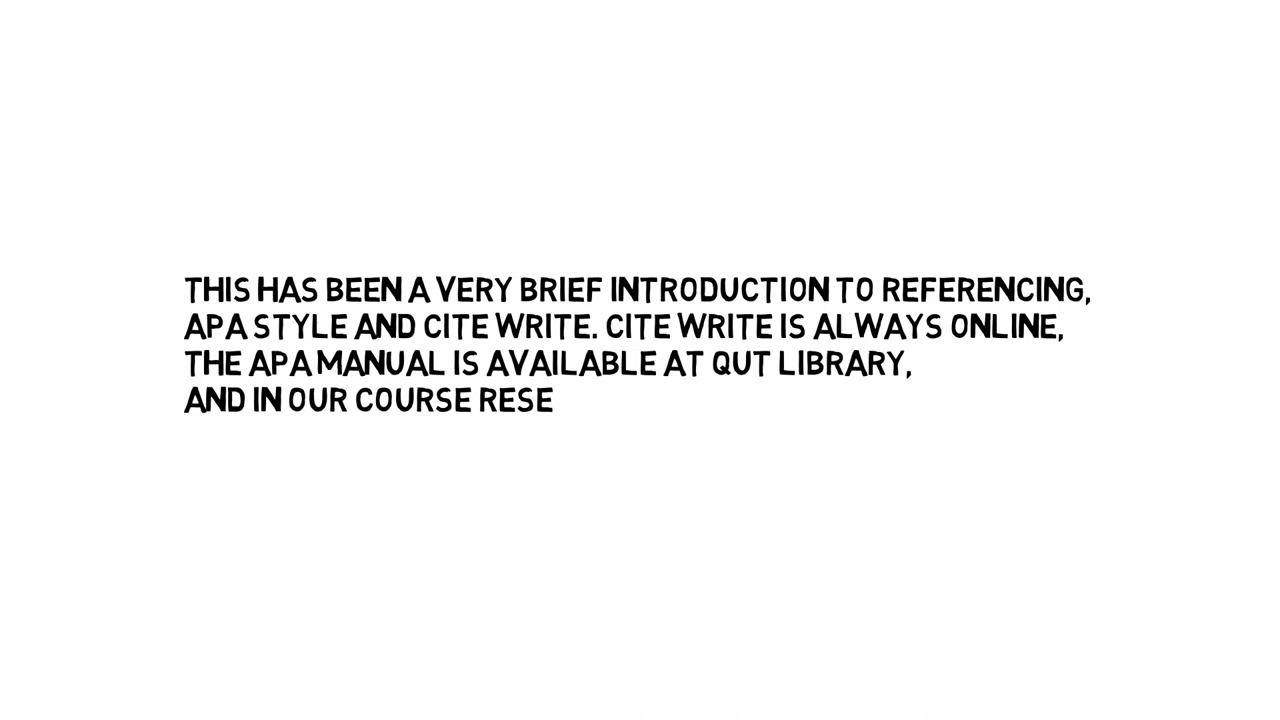 THIS HAS BEEN A VERY BRIEF INTRODUCTION TO REFERENCING,
APA STYLE AND CITE WRITE. CITE WRITE IS ALWAYS ONLINE,
THE APA MANUAL IS AVAILABLE AT QUT LIBRARY,
AND IN OUR COURSE RESE